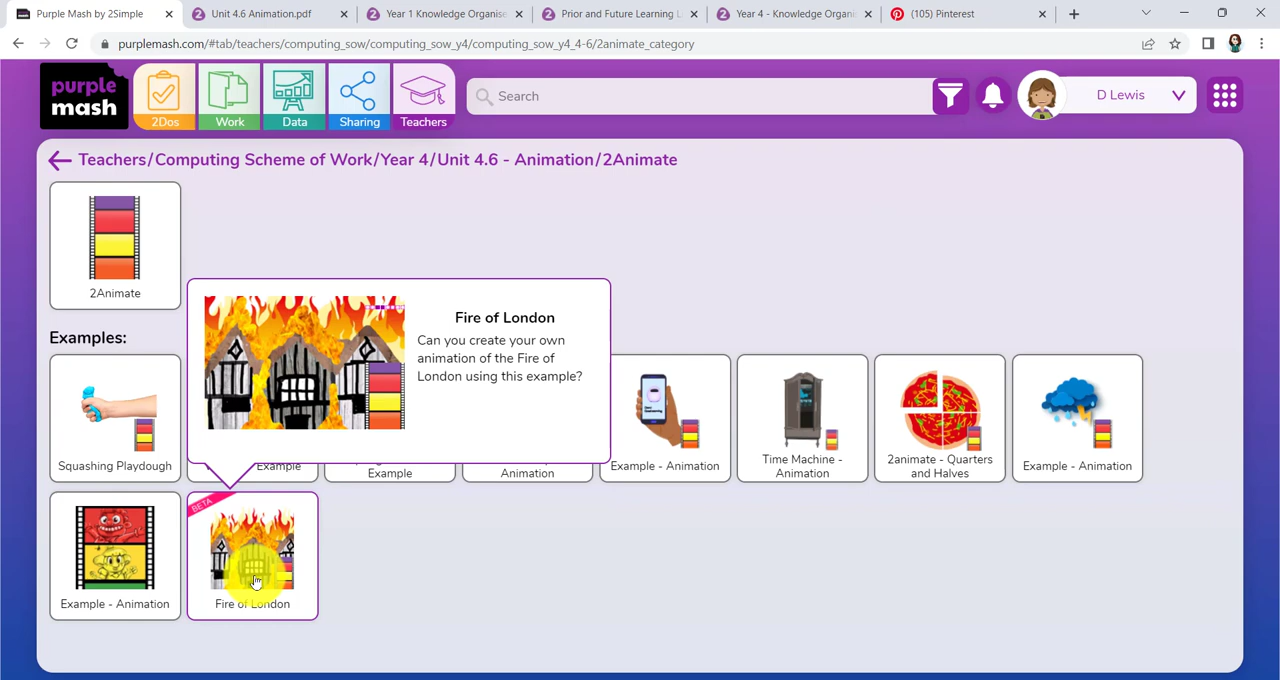 Purple Mash by 2Simple
Unit 4.6 Animation.pdf
Year 1 Knowledge Organise
Prior and Future Learning L
Year 4 - Knowledge Organi
(105) Pinterest
purplemash.com/#tab/teachers/computing_sow/computing_sow_y4/computing_sow_y4_4-6/2animate_category
purple
mash
2Dos
Work
Data
Sharing
Teachers
Search
D Lewis
Teachers/Computing Scheme of Work/Year 4/Unit 4.6 - Animation/2Animate
2Animate
Examples:
Fire of London
Can you create your own
animation of the Fire of
London using this example?
Squashing Playdough
Example
Example
Animation
Example - Animation
Time Machine -
Animation
2animate - Quarters
and Halves
Example - Animation
Example - Animation
BETA
Fire of London